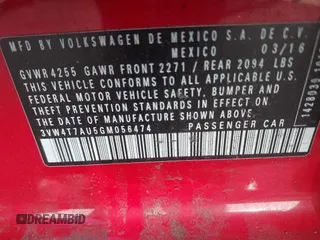 MFD BY VOLKSWAGEN DE MEXICO S.A. DE C.V.
MEXICO 03/16
GVWR 4255 GAWR FRONT 2271 / REAR 2094 LBS
THIS VEHICLE CONFORMS TO ALL APPLICABLE U.S.
FEDERAL MOTOR VEHICLE SAFETY, BUMPER AND
THEFT PREVENTION STANDARDS IN EFFECT ON
THE DATE OF MANUFACTURE SHOWN ABOVE
3VW4T7AU5GM056474 PASSENGER CAR
DREAMBID